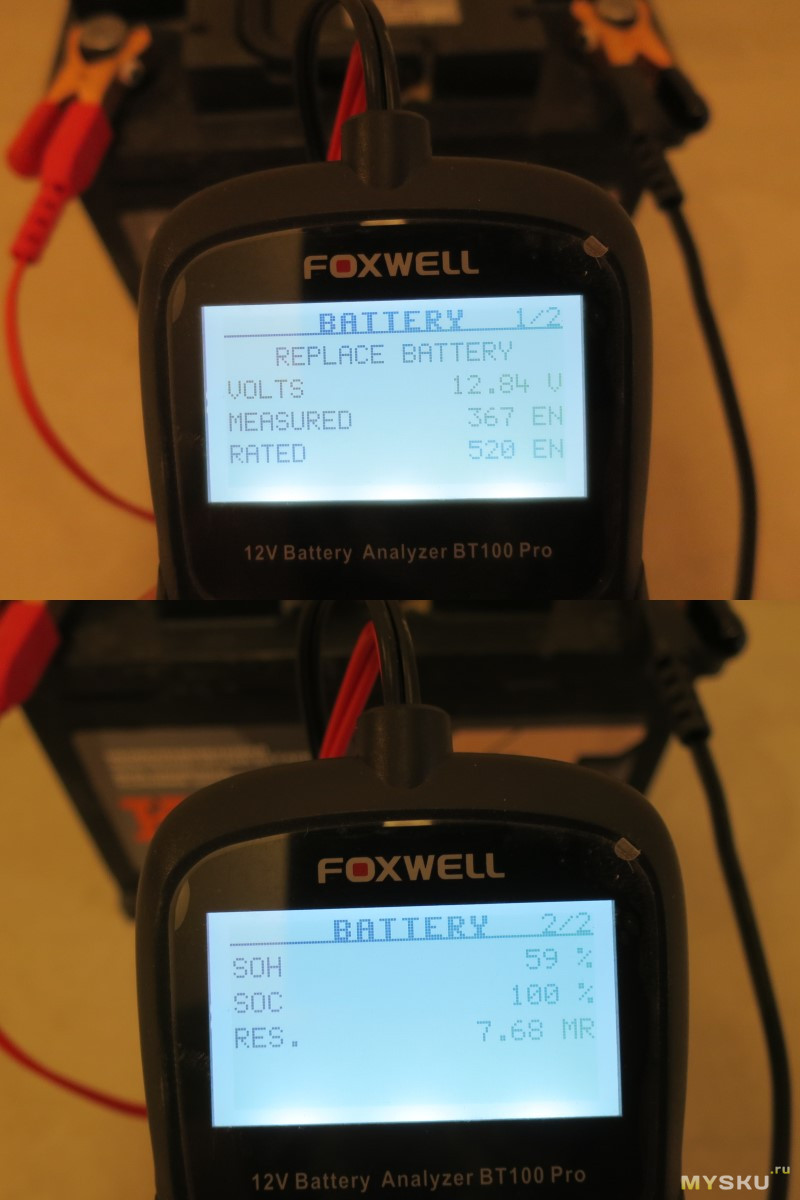 FOXWELL
BATTERY 1/2
REPLACE BATTERY
VOLTS 12.84 V
MEASURED 367 EN
RATED 520 EN
12V Battery Analyzer BT100 Pro
FOXWELL
BATTERY 2/2
SOH 59 %
SOC 100 %
RES. 7.68 MR
12V Battery Analyzer BT100 Pro
MYSKU.ru